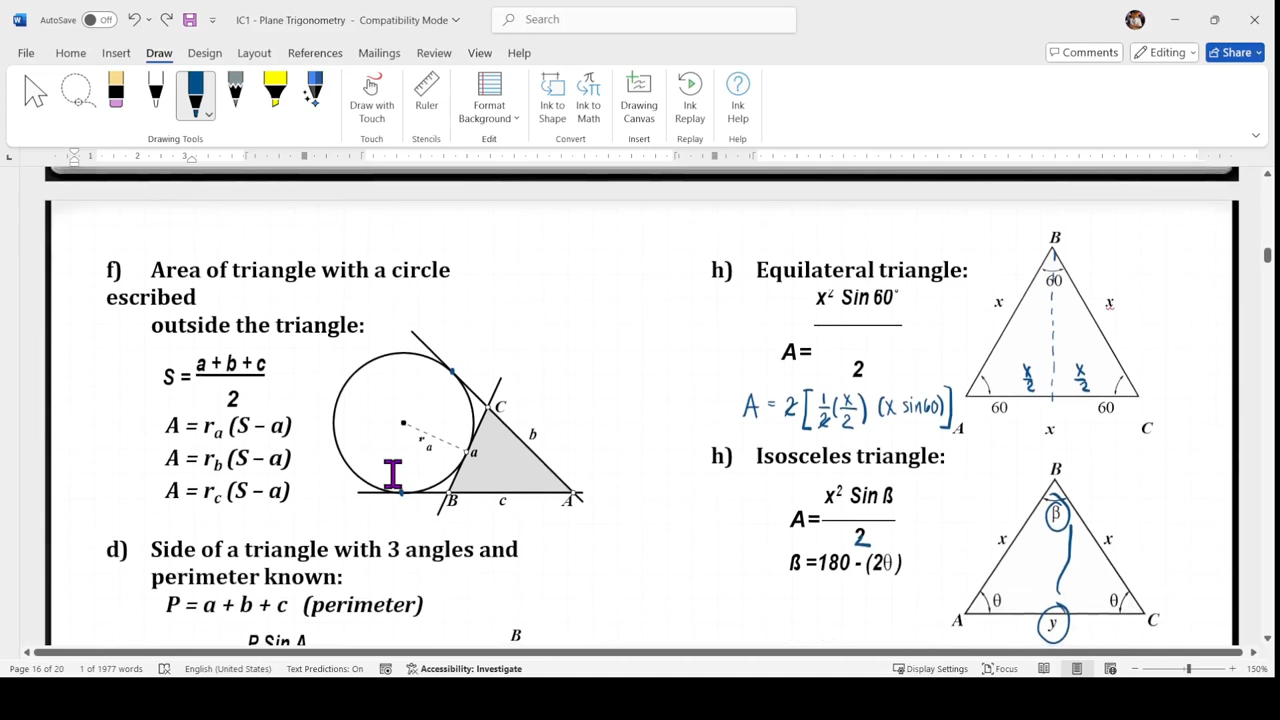 AutoSave Off IC1 - Plane Trigonometry - Compatibility Mode Search
File Home Insert Draw Design Layout References Mailings Review View Help Comments Editing Share
Draw with Touch
Ruler
Format Background
Ink to Shape
Ink to Math
Drawing Canvas
Ink Replay
Ink Help
Drawing Tools Stencils Edit Convert Insert Replay Help
1 2 3
f) Area of triangle with a circle
escribed
outside the triangle:
S = a + b + c
2
A = ra (S – a)
A = rb (S – a)
A = rc (S – a)
C
b
a
r a
B c A
d) Side of a triangle with 3 angles and
perimeter known:
P = a + b + c (perimeter)
P Sin A
B
h) Equilateral triangle:
x² Sin 60°
A =
2
A = 2[1/2(x/2) (x sin60)]
B
60
x x
x/2 x/2
60 60
A x C
h) Isosceles triangle:
A = x² Sin ß
2
ß =180 - (2θ)
B
β
x x
θ θ
A y C
Page 16 of 20 1 of 1977 words English (United States) Text Predictions: On Accessibility: Investigate Display Settings Focus 150%